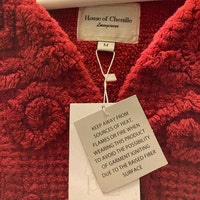 House of Chenille
M
KEEP AWAY FROM
SOURCES OF HEAT
FLAMES OR FIRE WHEN
WEARING THIS PRODUCT
TO AVOID THE POSSIBILITY
OF GARMENT IGNITING
DUE TO THE RAISED FIBER
SURFACE